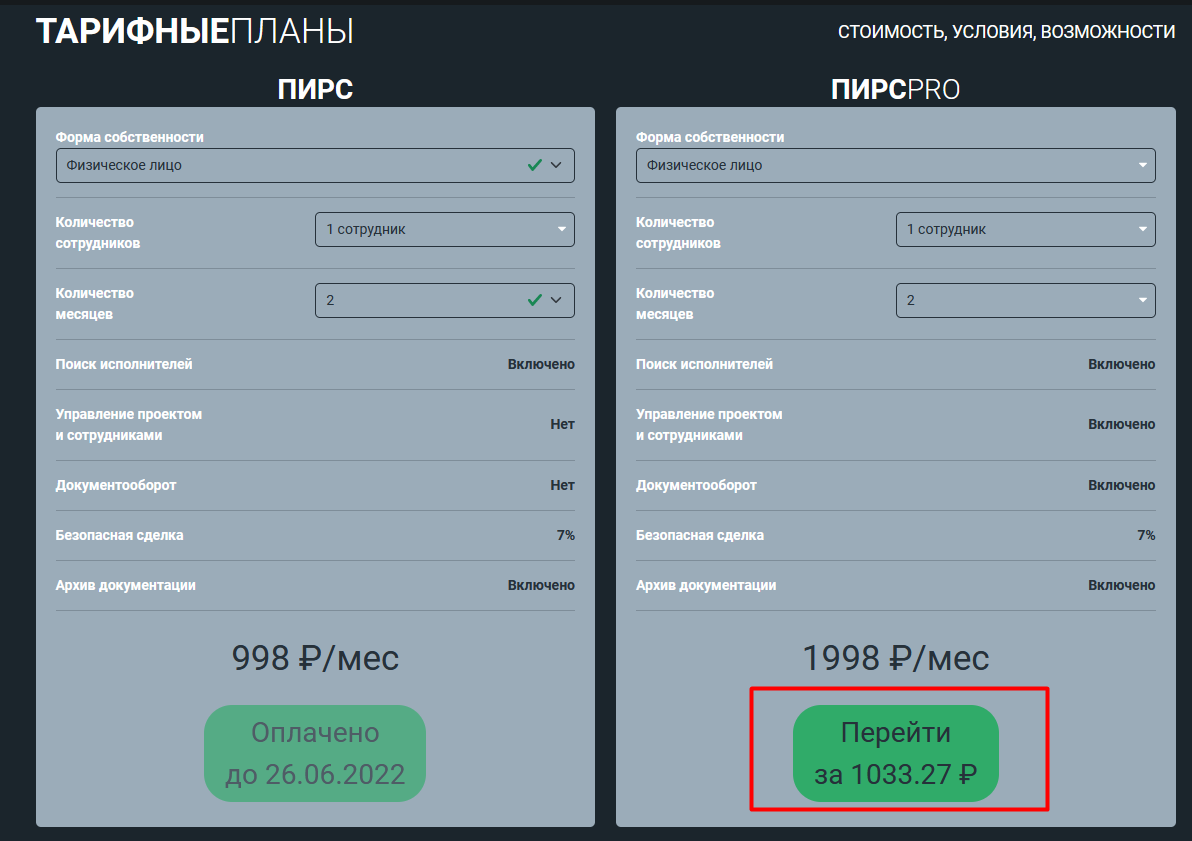 ТАРИФНЫЕПЛАНЫ
СТОИМОСТЬ, УСЛОВИЯ, ВОЗМОЖНОСТИ
ПИРС
Форма собственности
Физическое лицо
Количество
сотрудников
1 сотрудник
Количество
месяцев
2
Поиск исполнителей
Включено
Управление проектом
и сотрудниками
Нет
Документооборот
Нет
Безопасная сделка
7%
Архив документации
Включено
998 ₽/мес
Оплачено
до 26.06.2022
ПИРСPRO
Форма собственности
Физическое лицо
Количество
сотрудников
1 сотрудник
Количество
месяцев
2
Поиск исполнителей
Включено
Управление проектом
и сотрудниками
Включено
Документооборот
Включено
Безопасная сделка
7%
Архив документации
Включено
1998 ₽/мес
Перейти
за 1033.27 ₽